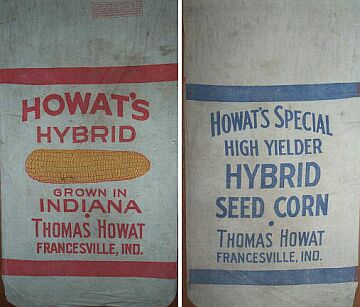 HOWAT'S
HYBRID
GROWN IN
INDIANA
THOMAS HOWAT
FRANCESVILLE, IND.
HOWAT'S SPECIAL
HIGH YIELDER
HYBRID
SEED CORN
THOMAS HOWAT
FRANCESVILLE, IND.